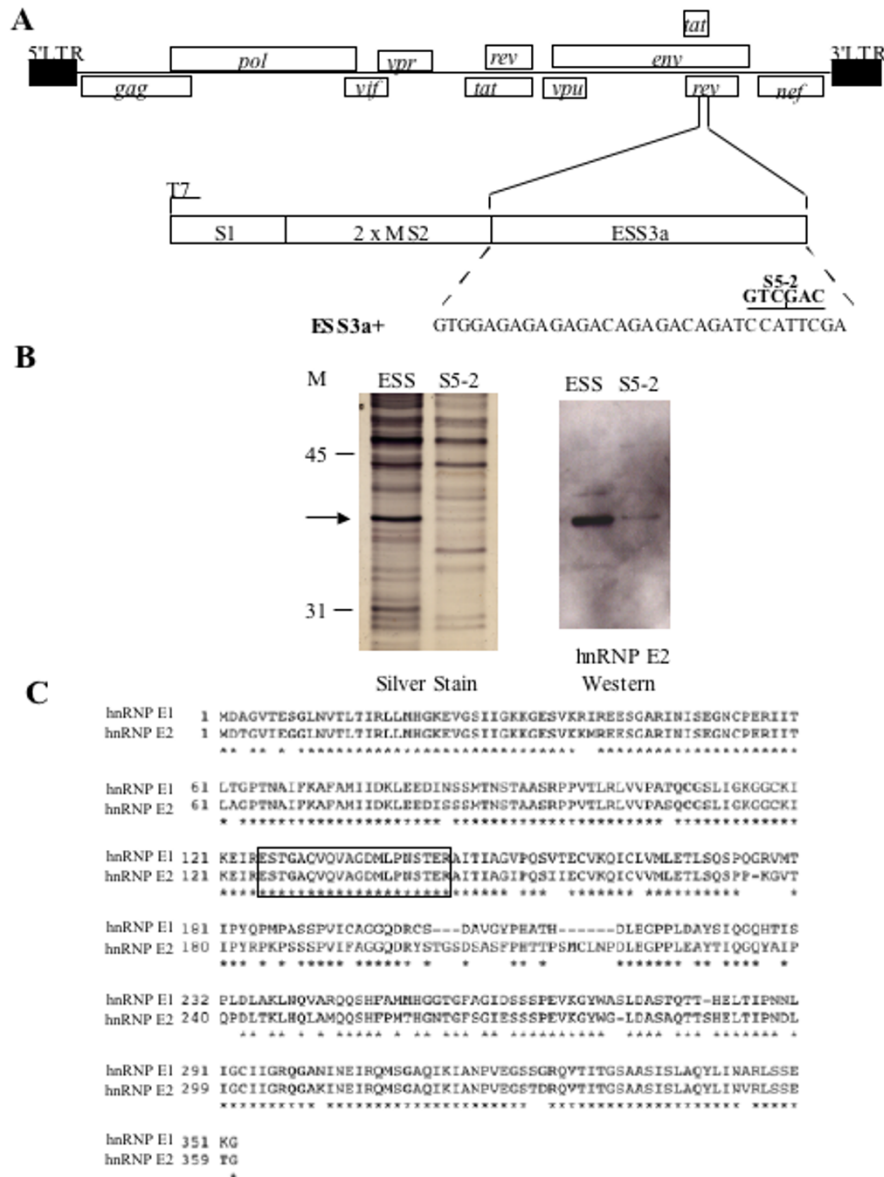 A
5'LTR
pol
vpr
rev
tat
env
3'LTR
gag
vif
tat
vpu
rev
nef
T7
S1
2 x MS2
ESS3a
S5-2
GTCGAC
ESS3a+ GTGGAGAGAGAGACAGAGACAGATCCATTCGA
B
M ESS S5-2
ESS S5-2
45
31
Silver Stain
hnRNP E2
Western
C
hnRNP E1 1 MDAGVTESGLNVTLTIRLLMHGKEVGSIIGKKGESVKRIREESGARINISEGNCPERIIT
hnRNP E2 1 MDTGVIEGGLNVTLTIRLLMHGKEVGSIIGKKGESVKKMREESGARINISEGNCPERIIT
hnRNP E1 61 LTGPTNAIFKAFAMIIDKLEEDINSSMTNSTAASRPPVTLRLVVPATQCGSLIGKGGCKI
hnRNP E2 61 LAGPTNAIFKAFAMIIDKLEEDISSSMTNSTAASRPPVTLRLVVPASQCGSLIGKGGCKI
hnRNP E1 121 KEIRESTGAQVQVAGDMLPNSTERAITIAGVPQSVTECVKQICLVMLETLSQSPQGRVMT
hnRNP E2 121 KEIRESTGAQVQVAGDMLPNSTERAITIAGIPQSIIECVKQICVVMLETLSQSPP-KGVT
hnRNP E1 181 IPYQPMPASSPVICAGGQDRCS---DAVGYPHATH------DLEGPPLDAYSIQGQHTIS
hnRNP E2 180 IPYRPKPSSSPVIFAGGQDRYSTGSDSASFPHTTPSMCLNPDLEGPPLEAYTIQGQYAIP
hnRNP E1 232 PLDLAKLNQVARQQSHFAMMHGGTGFAGIDSSSPEVKGYWASLDASTQTT-HELTIPNNL
hnRNP E2 240 QPDLTKLHQLAMQQSHFPMTHGNTGFSGIESSSPEVKGYWG-LDASAQTTSHELTIPNDL
hnRNP E1 291 IGCIIGRQGANINEIRQMSGAQIKIANPVEGSSGRQVTITGSAASISLAQYLINARLSSE
hnRNP E2 299 IGCIIGRQGAKINEIRQMSGAQIKIANPVEGSTDRQVTITGSAASISLAQYLINVRLSSE
hnRNP E1 351 KG
hnRNP E2 359 TG